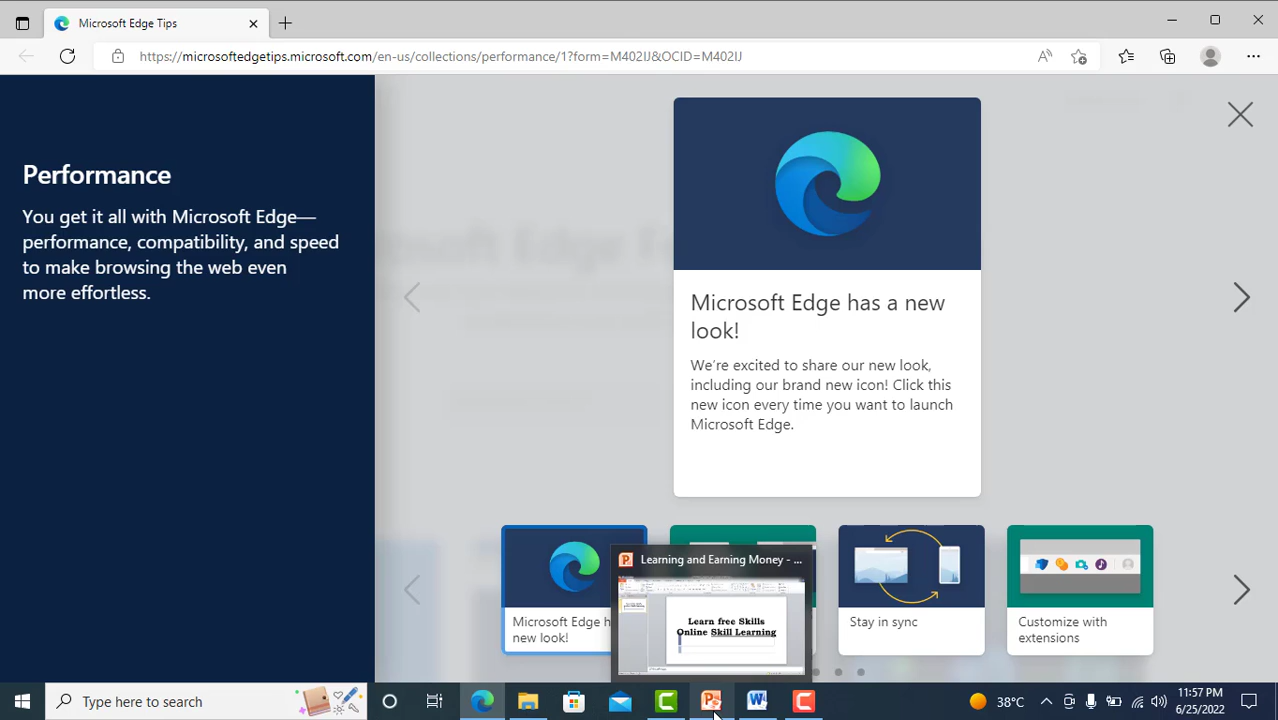 Microsoft Edge Tips
https://microsoftedgetips.microsoft.com/en-us/collections/performance/1?form=M402IJ&OCID=M402IJ
Performance
You get it all with Microsoft Edge—
performance, compatibility, and speed
to make browsing the web even
more effortless.
Microsoft Edge has a new
look!
We're excited to share our new look,
including our brand new icon! Click this
new icon every time you want to launch
Microsoft Edge.
Microsoft Edge h
new look!
Learning and Earning Money - ...
Learn free Skills
Online Skill Learning
Stay in sync
Customize with
extensions
Type here to search
38°C
11:57 PM
6/25/2022